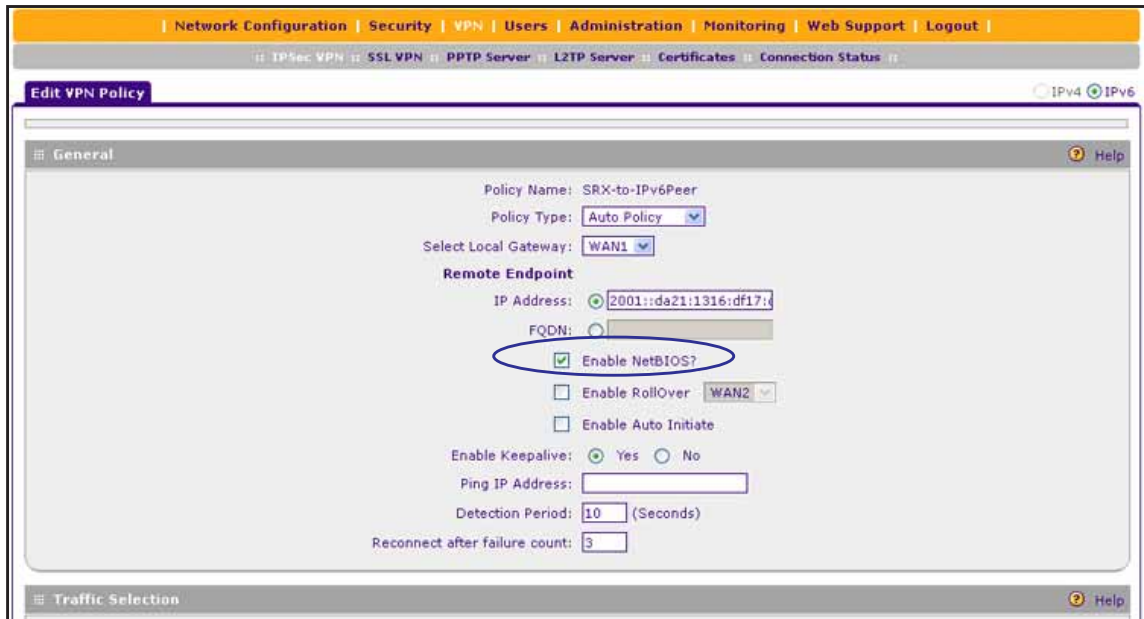 | Network Configuration | Security | VPN | Users | Administration | Monitoring | Web Support | Logout |
:: IPSec VPN :: SSL VPN :: PPTP Server :: L2TP Server :: Certificates :: Connection Status ::
Edit VPN Policy
IPv4 IPv6
General
Help
Policy Name: SRX-to-IPv6Peer
Policy Type: Auto Policy
Select Local Gateway: WAN1
Remote Endpoint
IP Address: 2001::da21:1316:df17:
FQDN:
Enable NetBIOS?
Enable RollOver WAN2
Enable Auto Initiate
Enable Keepalive: Yes No
Ping IP Address:
Detection Period: 10 (Seconds)
Reconnect after failure count: 3
Traffic Selection
Help